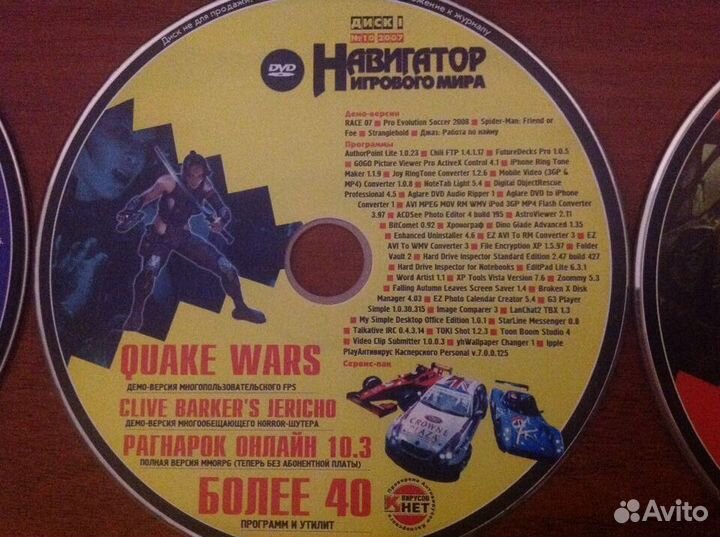 Диск не для продажи
ложение к журналу
ДИСК 1
№10 2007
DVD
НАВИГАТОР
ИГРОВОГО МИРА
Демо-версии
RACE 07 ■ Pro Evolution Soccer 2008 ■ Spider-Man: Friend or
Foe ■ Stranglehold ■ Джаз: Работа по найму
Программы
AuthorPoint Lite 1.0.23 ■ Chili FTP 1.4.1.17 ■ FutureDecks Pro 1.0.5
■ GOGO Picture Viewer Pro ActiveX Control 4.1 ■ iPhone Ring Tone
Maker 1.1.9 ■ Joy RingTone Converter 1.2.6 ■ Mobile Video (3GP &
MP4) Converter 1.0.8 ■ NoteTab Light 5.4 ■ Digital ObjectRescue
Professional 4.5 ■ Aglare DVD Audio Ripper 1 ■ Aglare DVD to iPhone
Converter 1 ■ AVI MPEG MOV RM WMV iPod 3GP MP4 Flash Converter
3.97 ■ ACDSee Photo Editor 4 build 195 ■ AstroViewer 2.11
■ BitComet 0.92 ■ Хронограф ■ Dino Glade Advanced 1.35
■ Enhanced Uninstaller 4.6 ■ EZ AVI To RM Converter 3 ■ EZ
AVI To WMV Converter 3 ■ File Encryption XP 1.5.97 ■ Folder
Vault 2 ■ Hard Drive Inspector Standard Edition 2.47 build 427
■ Hard Drive Inspector for Notebooks ■ EditPad Lite 6.3.1
■ Word Artist 1.1 ■ XP Tools Vista Version 7.6 ■ Zoommy 5.3
■ Falling Autumn Leaves Screen Saver 1.4 ■ Broken X Disk
Manager 4.03 ■ EZ Photo Calendar Creator 5.4 ■ G3 Player
Simple 1.0.30.315 ■ Image Comparer 3 ■ LanChat2 TBX 1.3
■ My Simple Desktop Office Edition 1.0.1 ■ StarLine Messenger 0.8
■ Talkative IRC 0.4.3.14 ■ TOKI Shot 1.2.3 ■ Toon Boom Studio 4
■ Video Clip Submitter 1.0.0.3 ■ yhWallpaper Changer 1 ■ Ipple
PlayАнтивирус Касперского Personal v.7.0.0.125
Сервис-пак
QUAKE WARS
ДЕМО-ВЕРСИЯ МНОГОПОЛЬЗОВАТЕЛЬСКОГО FPS
CLIVE BARKER'S JERICHO
ДЕМО-ВЕРСИЯ МНОГООБЕЩАЮЩЕГО HORROR-ШУТЕРА
РАГНАРОК ОНЛАЙН 10.3
ПОЛНАЯ ВЕРСИЯ MMORPG (ТЕПЕРЬ БЕЗ АБОНЕНТНОЙ ПЛАТЫ)
БОЛЕЕ 40
ПРОГРАММ И УТИЛИТ
CROWNE
PLAZA
ВИРУСОВ
НЕТ
Проверено Антивирусом Касперского
Avito